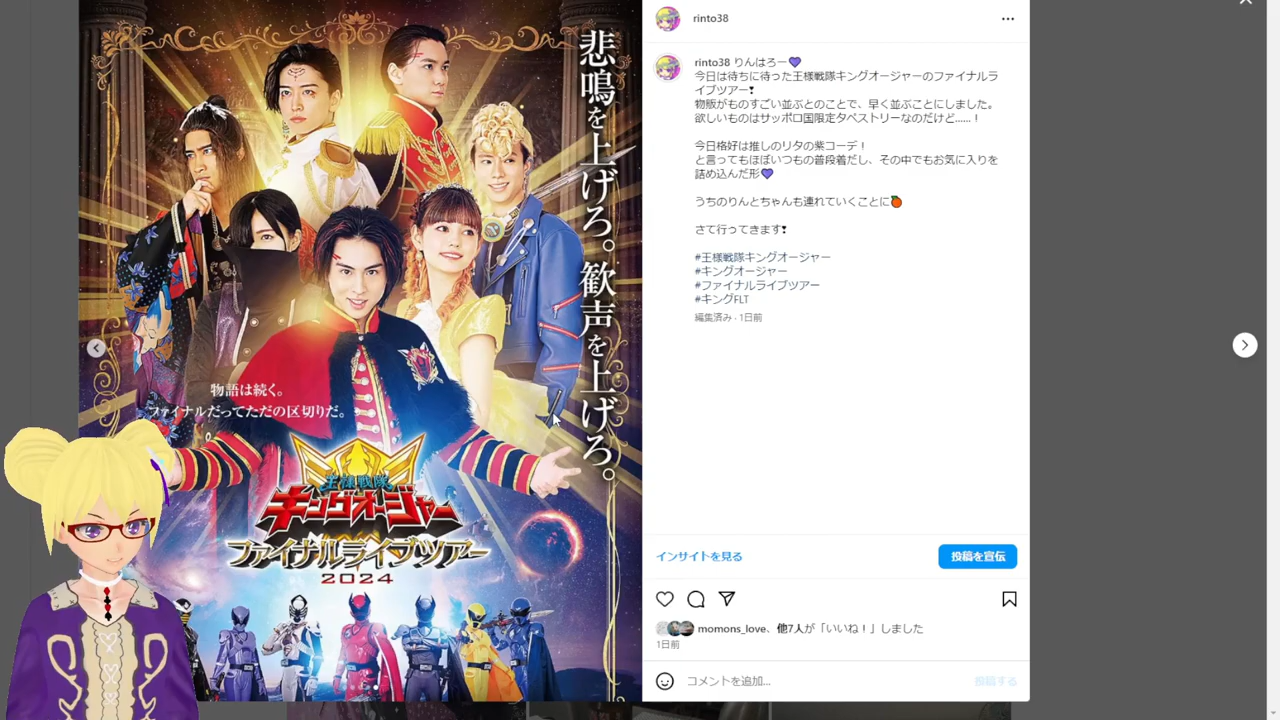 悲鳴を上げろ。歓声を上げろ。
物語は続く。
ファイナルだってただの区切りだ。
王様戦隊
キングオージャー
ファイナルライブツアー
2024
rinto38
rinto38 りんはろー💜
今日は待ちに待った王様戦隊キングオージャーのファイナルラ
イブツアー❣
物販がものすごい並ぶとのことで、早く並ぶことにしました。
欲しいものはサッポロ国限定タペストリーなのだけど......！
今日格好は推しのリタの紫コーデ！
と言ってもほぼいつもの普段着だし、その中でもお気に入りを
詰め込んだ形💜
うちのりんとちゃんも連れていくことに🍊
さて行ってきます❣
#王様戦隊キングオージャー
#キングオージャー
#ファイナルライブツアー
#キングFLT
編集済み・1日前
インサイトを見る
投稿を宣伝
momons_love、他7人が「いいね！」しました
1日前
コメントを追加...
投稿する